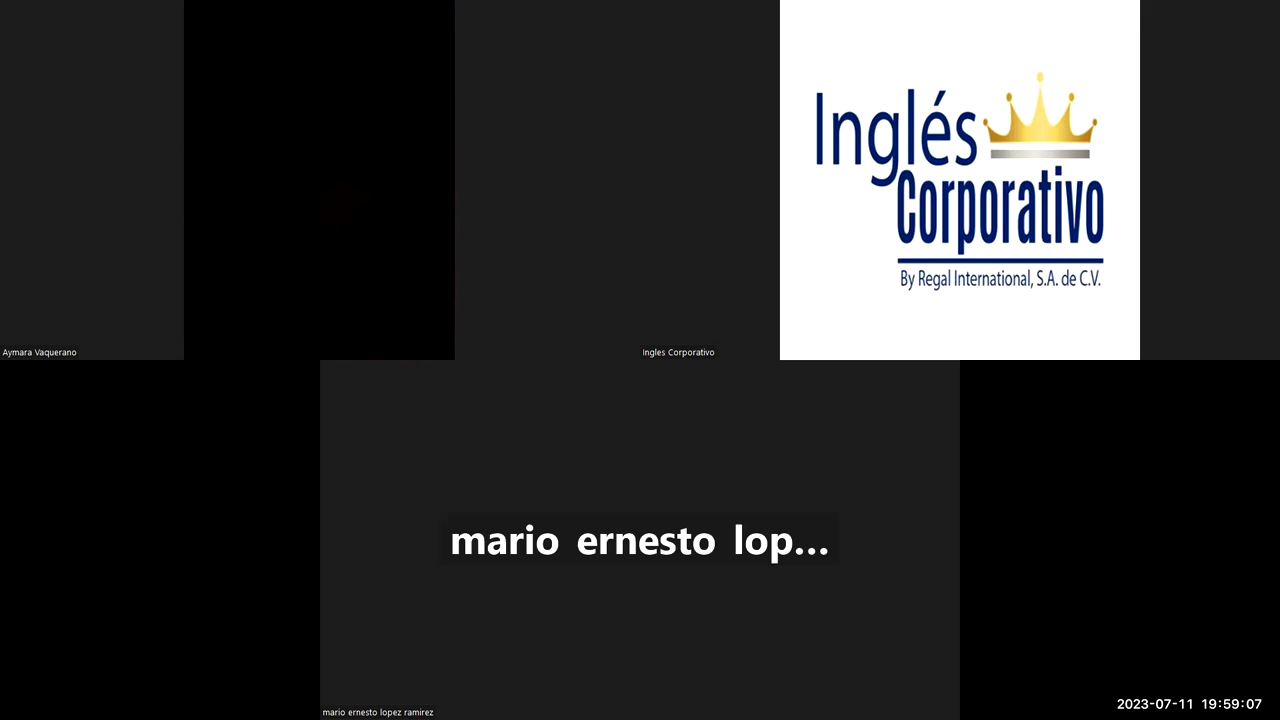 Inglés
Corporativo
By Regal International, S.A. de C.V.
Aymara Vaquerano
Ingles Corporativo
mario ernesto lop...
mario ernesto lopez ramirez
2023-07-11 19:59:07